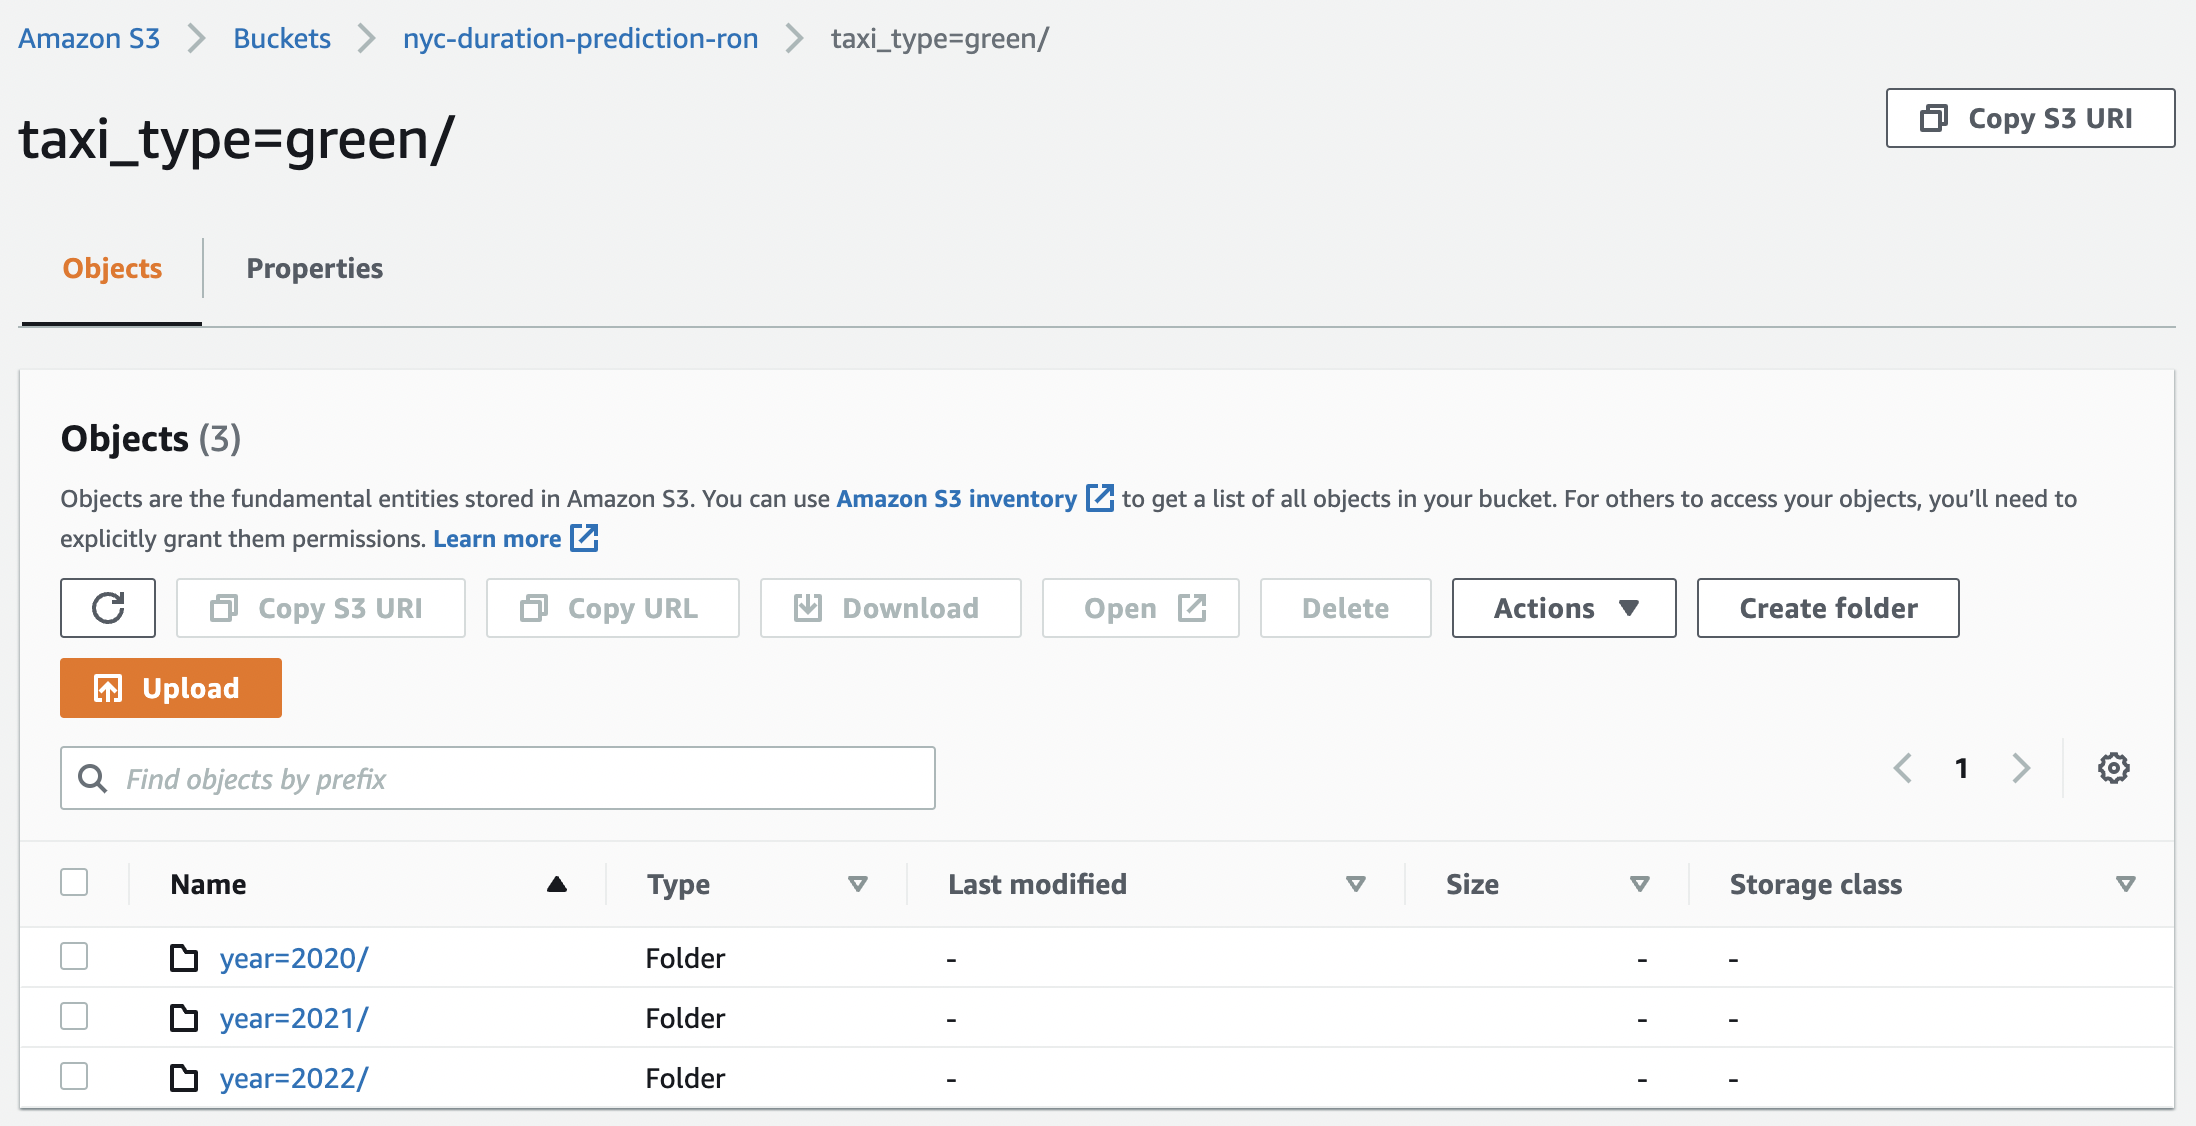 Amazon S3 Buckets nyc-duration-prediction-ron taxi_type=green/
taxi_type=green/
Copy S3 URI
Objects Properties
Objects (3)
Objects are the fundamental entities stored in Amazon S3. You can use Amazon S3 inventory to get a list of all objects in your bucket. For others to access your objects, you’ll need to
explicitly grant them permissions. Learn more
Copy S3 URI Copy URL Download Open Delete Actions Create folder
Upload
Find objects by prefix
1
Name Type Last modified Size Storage class
year=2020/ Folder - - -
year=2021/ Folder - - -
year=2022/ Folder - - -